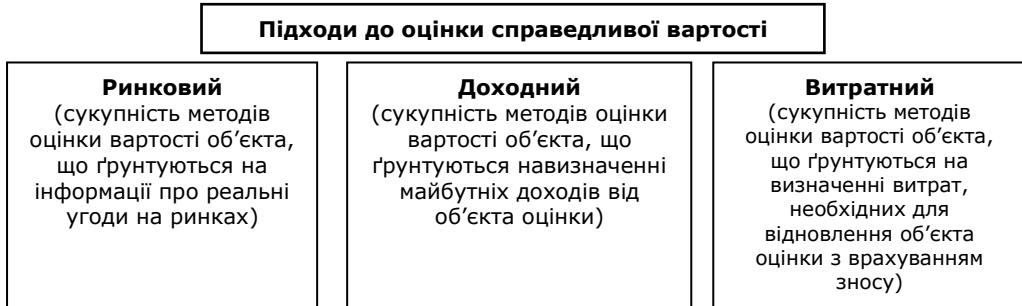 Підходи до оцінки справедливої вартості
Ринковий
(сукупність методів
оцінки вартості об’єкта,
що ґрунтуються на
інформації про реальні
угоди на ринках)
Доходний
(сукупність методів оцінки
вартості об’єкта, що
ґрунтуються навизначенні
майбутніх доходів від
об’єкта оцінки)
Витратний
(сукупність методів
оцінки вартості об’єкта,
що ґрунтуються на
визначенні витрат,
необхідних для
відновлення об’єкта
оцінки з врахуванням
зносу)